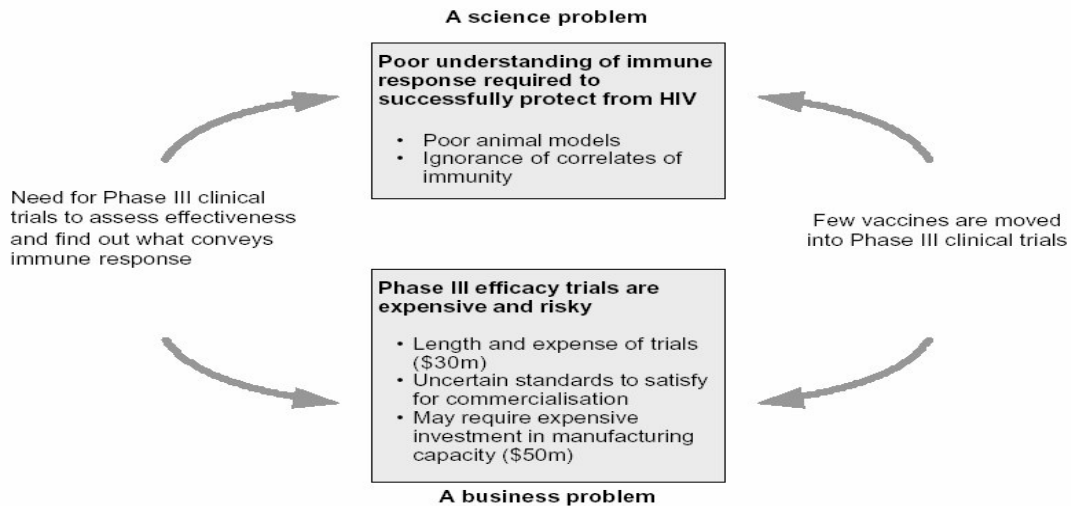 A science problem
Poor understanding of immune
response required to
successfully protect from HIV
• Poor animal models
• Ignorance of correlates of
immunity
Need for Phase III clinical
trials to assess effectiveness
and find out what conveys
immune response
Few vaccines are moved
into Phase III clinical trials
Phase III efficacy trials are
expensive and risky
• Length and expense of trials
($30m)
• Uncertain standards to satisfy
for commercialisation
• May require expensive
investment in manufacturing
capacity ($50m)
A business problem